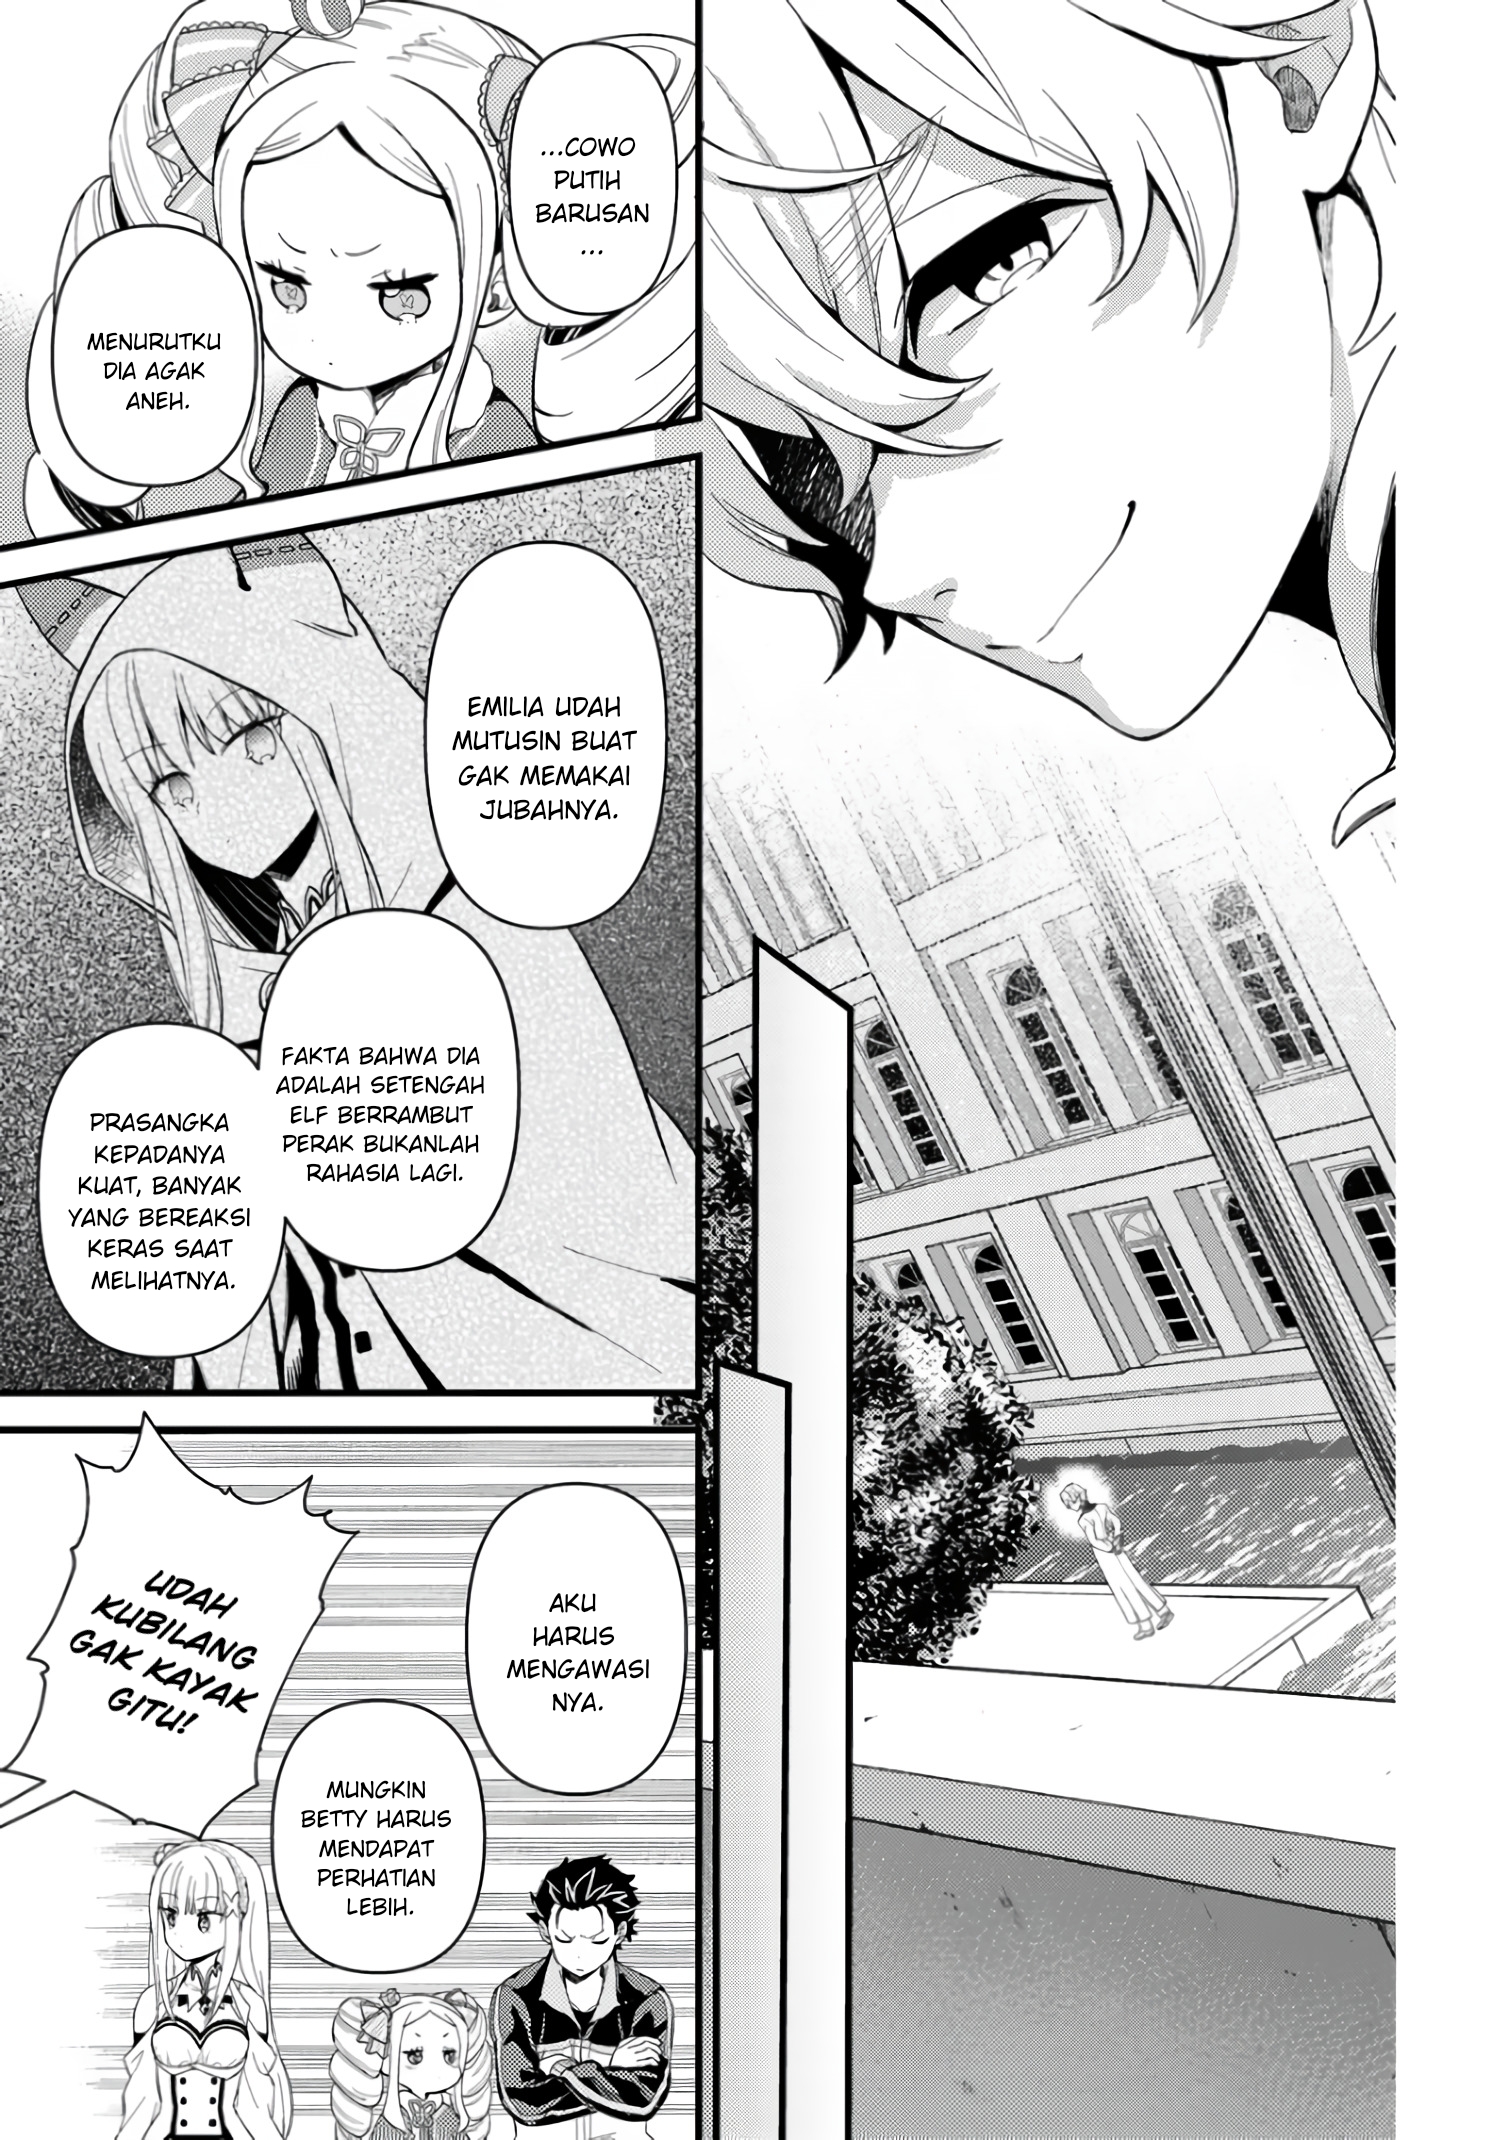 ...COWO
PUTIH
BARUSAN
...
MENURUTKU
DIA AGAK
ANEH.
EMILIA UDAH
MUTUSIN BUAT
GAK MEMAKAI
JUBAHNYA.
FAKTA BAHWA DIA
ADALAH SETENGAH
ELF BERRAMBUT
PERAK BUKANLAH
RAHASIA LAGI.
PRASANGKA
KEPADANYA
KUAT, BANYAK
YANG BEREAKSI
KERAS SAAT
MELIHATNYA.
AKU
HARUS
MENGAWASI
NYA.
MUNGKIN
BETTY HARUS
MENDAPAT
PERHATIAN
LEBIH.
UDAH
KUBILANG
GAK KAYAK
GITU!